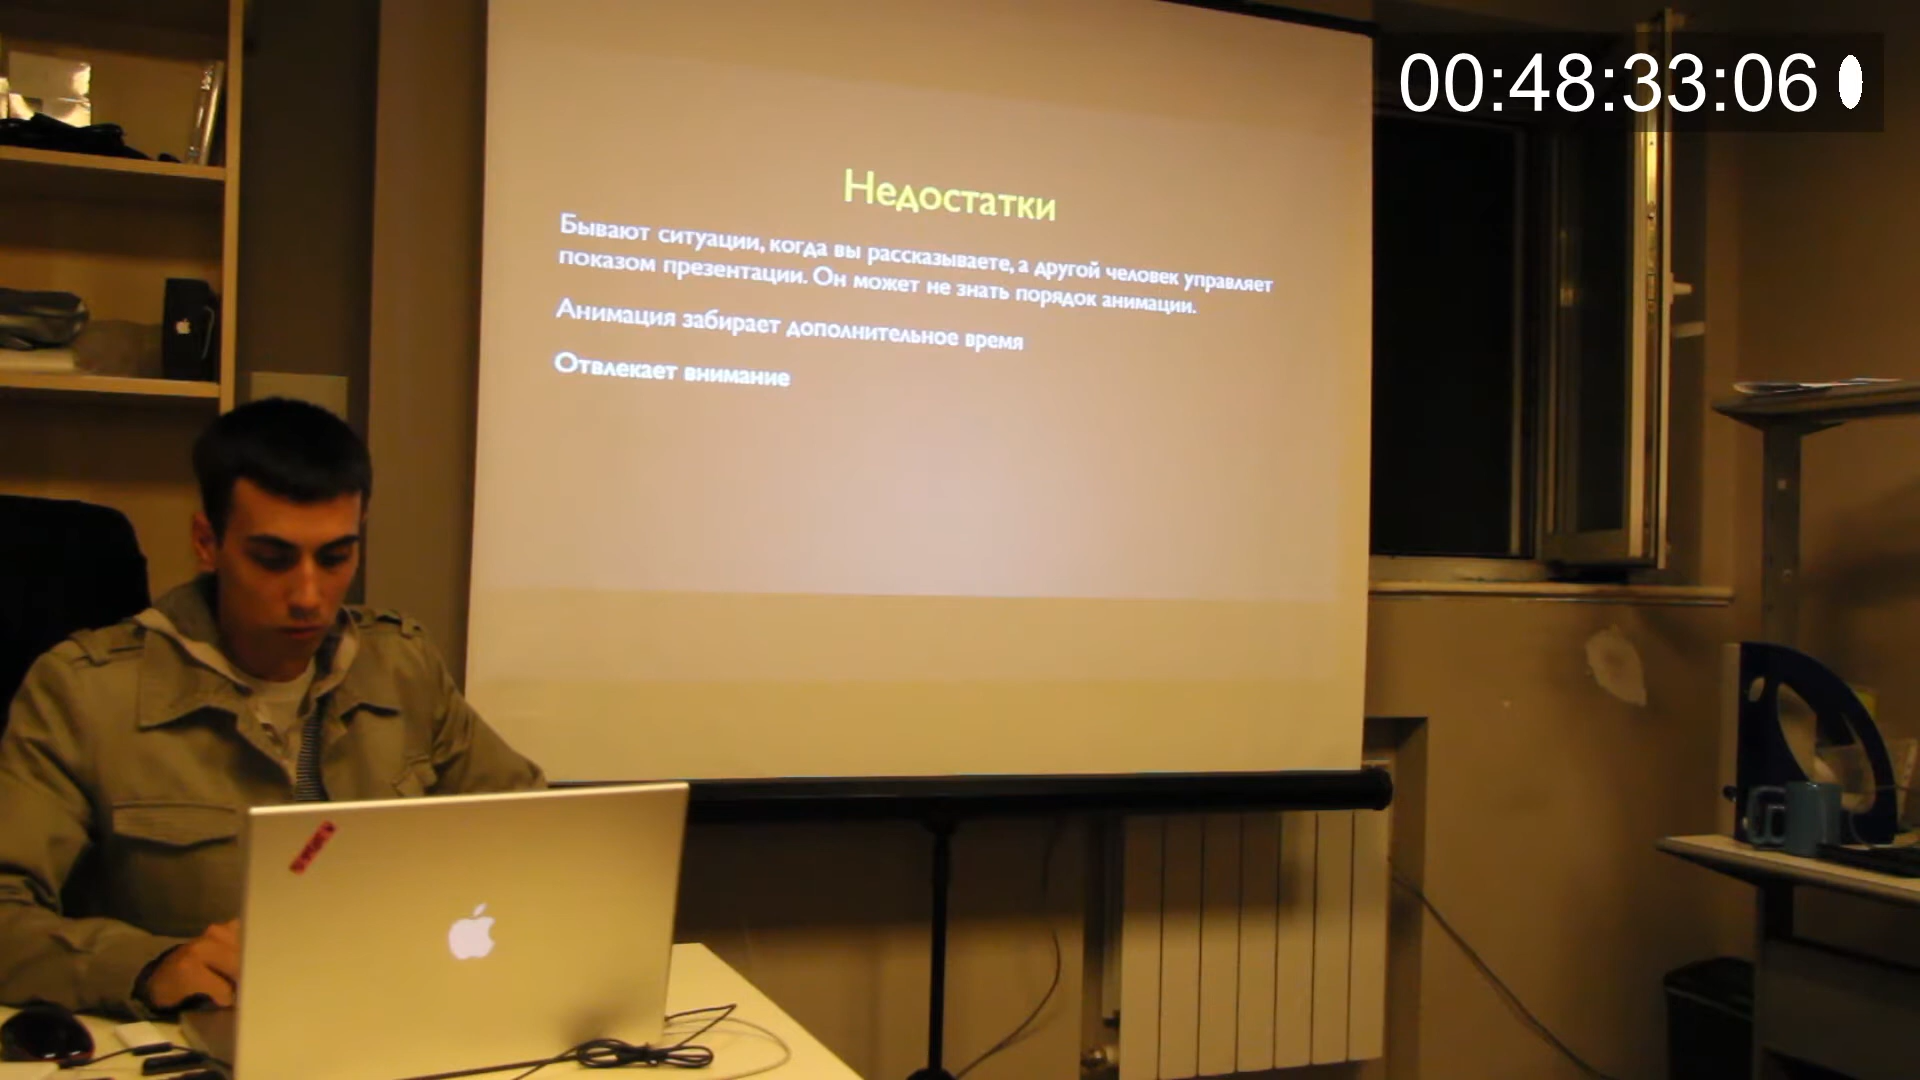 00:48:33:06
Недостатки
Бывают ситуации, когда вы рассказываете, а другой человек управляет
показом презентации. Он может не знать порядок анимации.
Анимация забирает дополнительное время
Отвлекает внимание